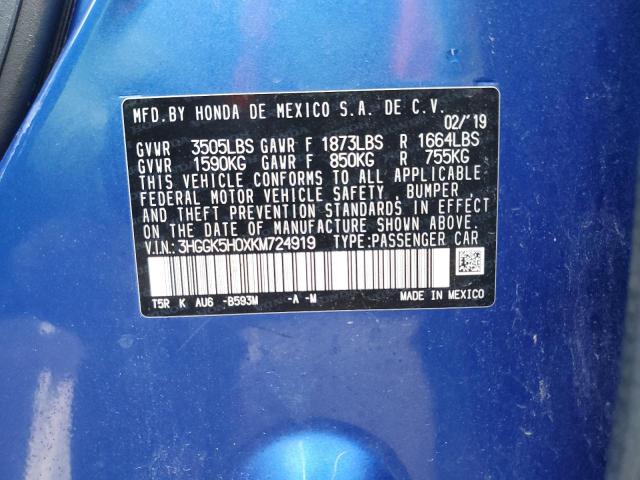 MFD.BY HONDA DE MEXICO S.A. DE C.V.
02/'19
GVWR 3505LBS GAWR F 1873LBS R 1664LBS
GVWR 1590KG GAWR F 850KG R 755KG
THIS VEHICLE CONFORMS TO ALL APPLICABLE
FEDERAL MOTOR VEHICLE SAFETY, BUMPER
AND THEFT PREVENTION STANDARDS IN EFFECT
ON THE DATE OF MANUFACTURE SHOWN ABOVE.
V.I.N.: 3HGGK5H0XKM724919 TYPE:PASSENGER CAR
T5R K AU6 -B593M -A -M MADE IN MEXICO